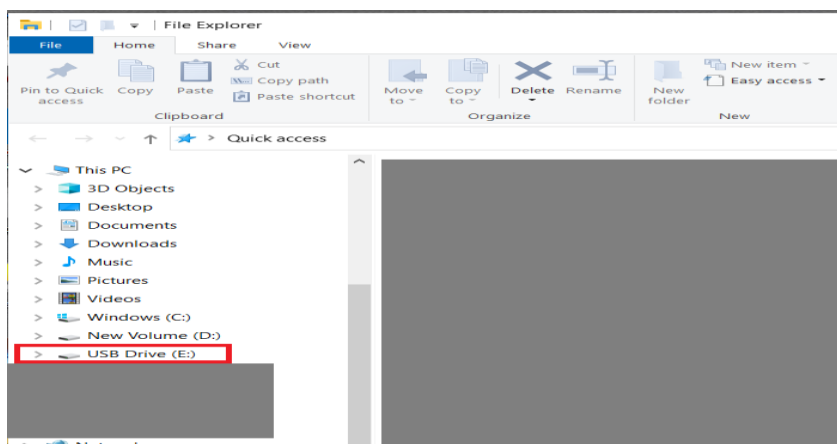 File Explorer
File Home Share View
Pin to Quick access
Copy
Paste
Cut
Copy path
Paste shortcut
Clipboard
Move to
Copy to
Delete
Rename
Organize
New folder
New item
Easy access
New
Quick access
This PC
3D Objects
Desktop
Documents
Downloads
Music
Pictures
Videos
Windows (C:)
New Volume (D:)
USB Drive (E:)